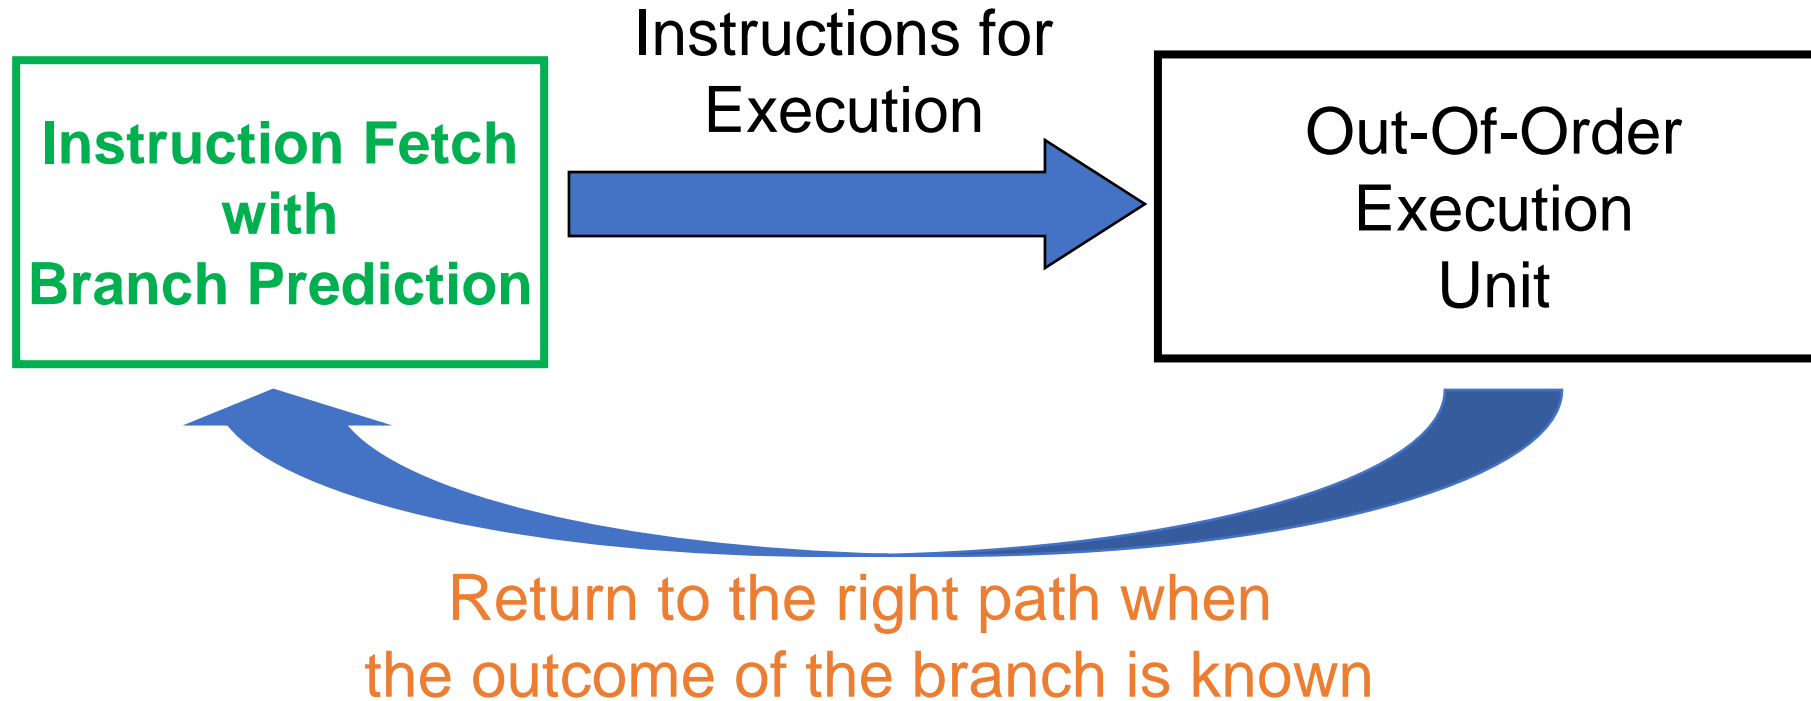 Instructions for
Execution
Instruction Fetch
with
Branch Prediction
Out-Of-Order
Execution
Unit
Return to the right path when
the outcome of the branch is known